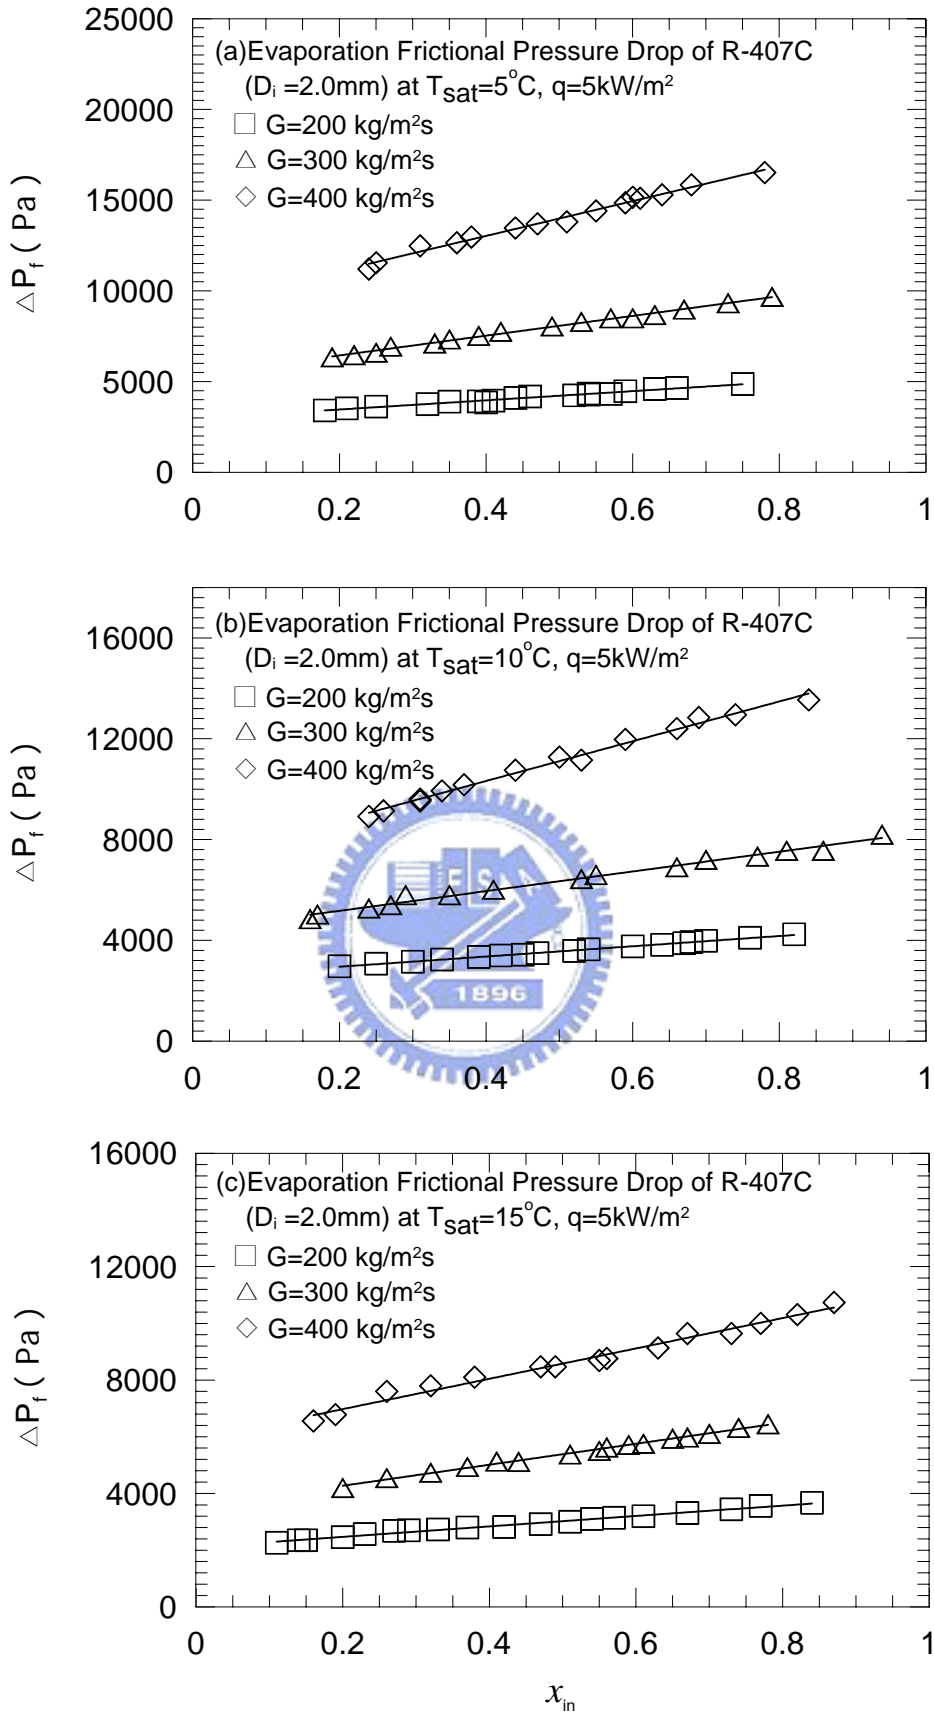 25000
(a)Evaporation Frictional Pressure Drop of R-407C
(Di =2.0mm) at Tsat=5°C, q=5kW/m²
20000
G=200 kg/m²s
G=300 kg/m²s
G=400 kg/m²s
15000
△Pf ( Pa )
10000
5000
0
0 0.2 0.4 0.6 0.8 1
(b)Evaporation Frictional Pressure Drop of R-407C
16000
(Di =2.0mm) at Tsat=10°C, q=5kW/m²
G=200 kg/m²s
G=300 kg/m²s
12000
G=400 kg/m²s
△Pf ( Pa )
8000
ESA
4000
1896
0
0 0.2 0.4 0.6 0.8 1
16000
(c)Evaporation Frictional Pressure Drop of R-407C
(Di =2.0mm) at Tsat=15°C, q=5kW/m²
12000
G=200 kg/m²s
G=300 kg/m²s
G=400 kg/m²s
△Pf ( Pa )
8000
4000
0
0 0.2 0.4 0.6 0.8 1
xin